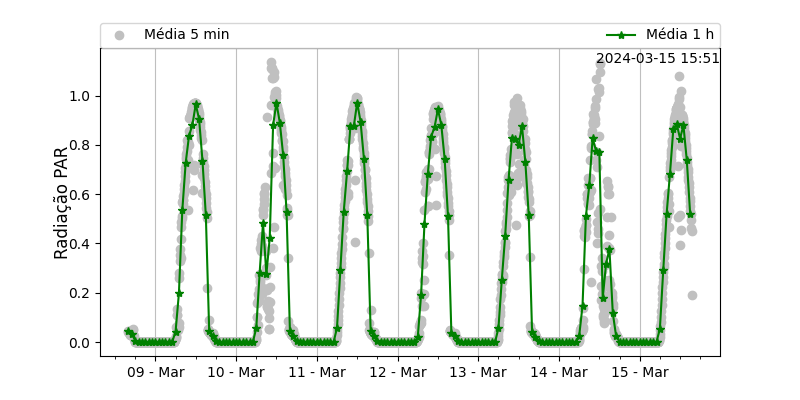 Média 5 min
Média 1 h
2024-03-15 15:51
Radiação PAR
1.0
0.8
0.6
0.4
0.2
0.0
09 - Mar
10 - Mar
11 - Mar
12 - Mar
13 - Mar
14 - Mar
15 - Mar